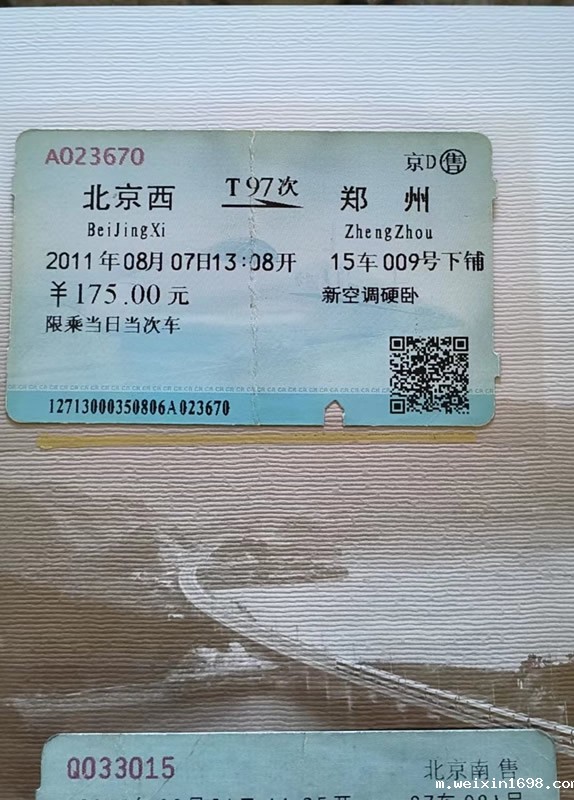 A023670 京D售
北京西 T97次 郑州
BeiJingXi ZhengZhou
2011年08月07日13:08开 15车009号下铺
￥175.00元 新空调硬卧
限乘当日当次车
12713000350806A023670
Q033015 北京南售
m.weixin1698.com